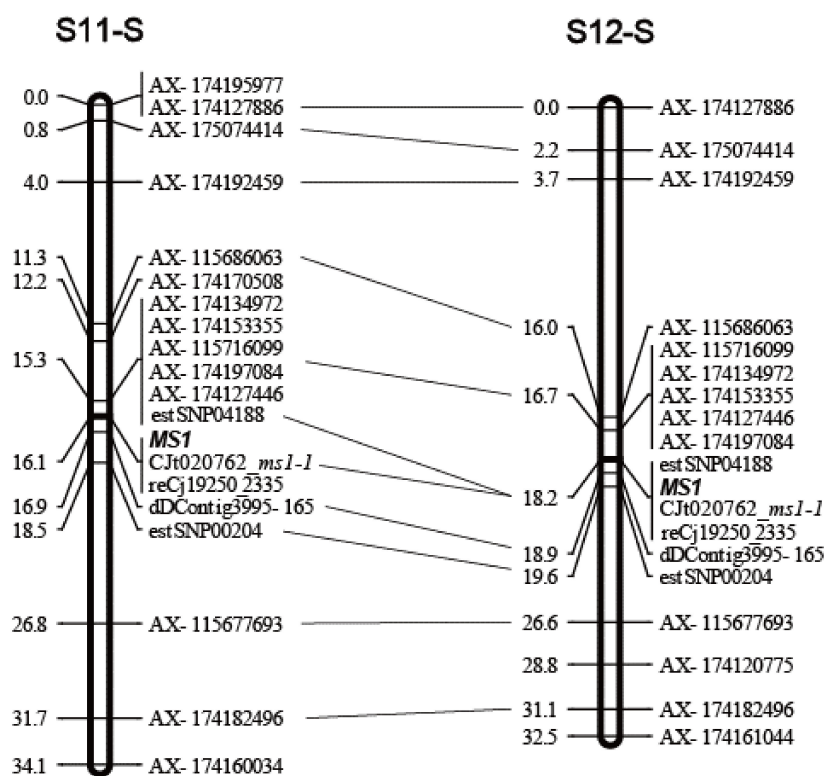 S11-S
0.0
0.8
4.0
11.3
12.2
15.3
16.1
16.9
18.5
26.8
31.7
34.1
AX- 174195977
AX- 174127886
AX- 175074414
AX- 174192459
AX- 115686063
AX- 174170508
AX- 174134972
AX- 174153355
AX- 115716099
AX- 174197084
AX- 174127446
estSNP04188
MS1
CJt020762_ms1-1
reCj19250_2335
dDContig3995- 165
estSNP00204
AX- 115677693
AX- 174182496
AX- 174160034
S12-S
0.0
2.2
3.7
16.0
16.7
18.2
18.9
19.6
26.6
28.8
31.1
32.5
AX- 174127886
AX- 175074414
AX- 174192459
AX- 115686063
AX- 115716099
AX- 174134972
AX- 174153355
AX- 174127446
AX- 174197084
estSNP04188
MS1
CJt020762_ms1-1
reCj19250_2335
dDContig3995- 165
estSNP00204
AX- 115677693
AX- 174120775
AX- 174182496
AX- 174161044